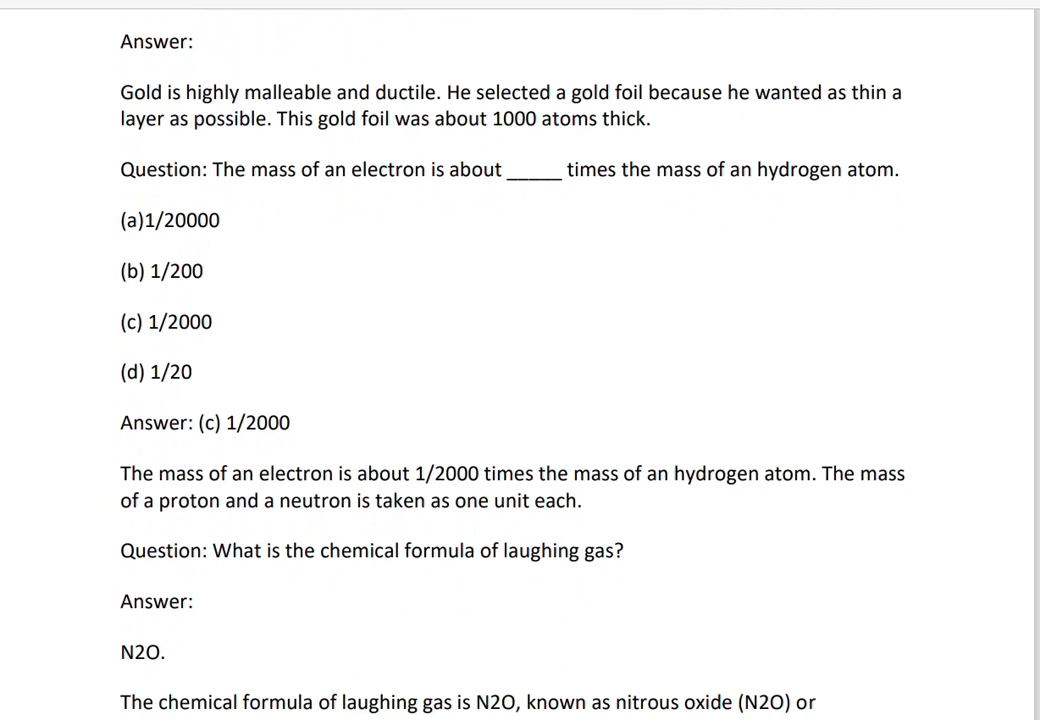 Answer:
Gold is highly malleable and ductile. He selected a gold foil because he wanted as thin a
layer as possible. This gold foil was about 1000 atoms thick.
Question: The mass of an electron is about _____ times the mass of an hydrogen atom.
(a)1/20000
(b) 1/200
(c) 1/2000
(d) 1/20
Answer: (c) 1/2000
The mass of an electron is about 1/2000 times the mass of an hydrogen atom. The mass
of a proton and a neutron is taken as one unit each.
Question: What is the chemical formula of laughing gas?
Answer:
N2O.
The chemical formula of laughing gas is N2O, known as nitrous oxide (N2O) or